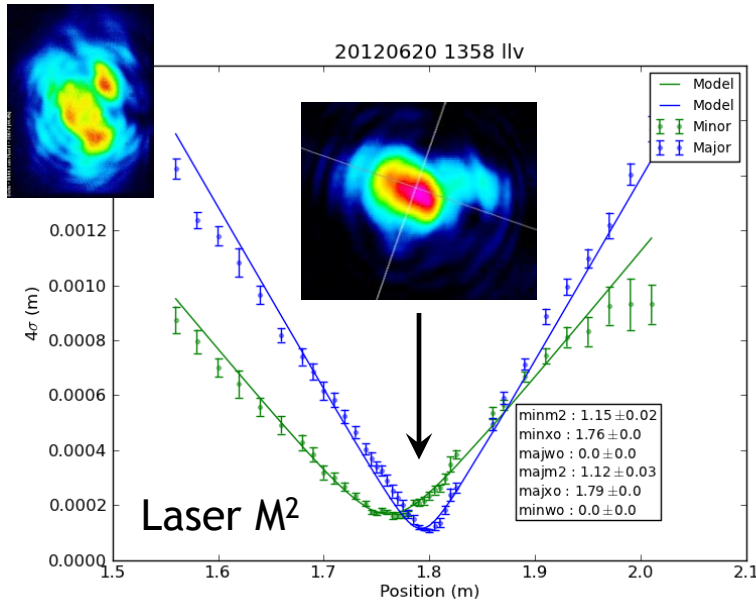 20120620 1358 llv
Model
Model
Minor
Major
0.0012
0.0010
0.0008
0.0006
0.0004
0.0002
0.0000
4σ (m)
minm2 : 1.15 ±0.02
minxo : 1.76 ±0.0
majwo : 0.0 ±0.0
majm2 : 1.12 ±0.03
majxo : 1.79 ±0.0
minwo : 0.0 ±0.0
Laser M²
1.5 1.6 1.7 1.8 1.9 2.0 2.1
Position (m)